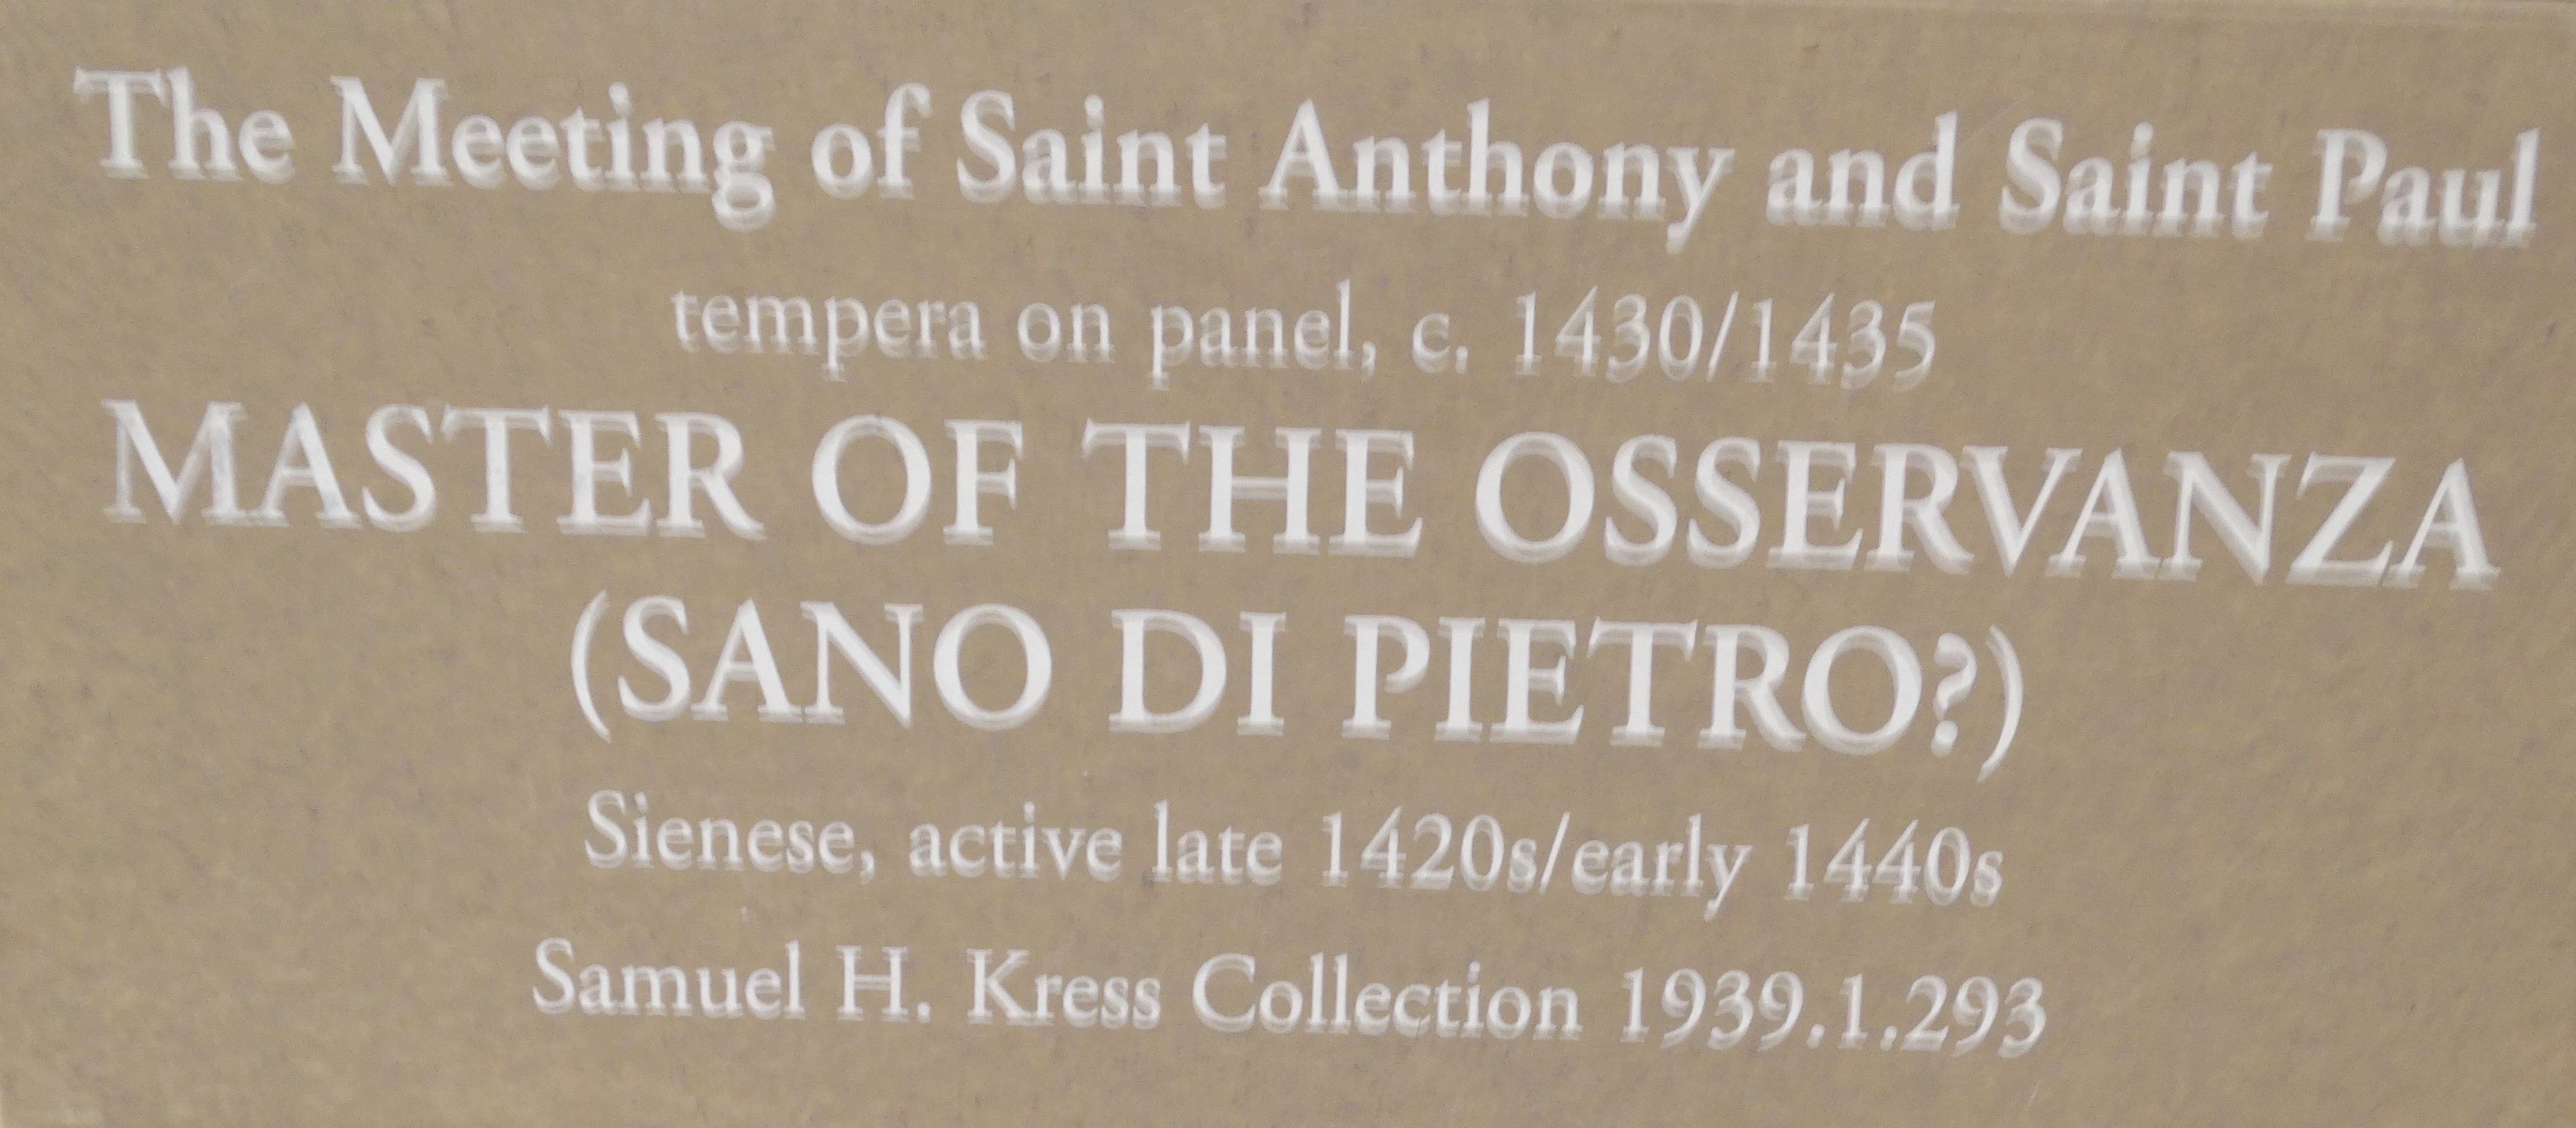 The Meeting of Saint Anthony and Saint Paul
tempera on panel, c. 1430/1435
MASTER OF THE OSSERVANZA
(SANO DI PIETRO?)
Sienese, active late 1420s/early 1440s
Samuel H. Kress Collection 1939.1.293